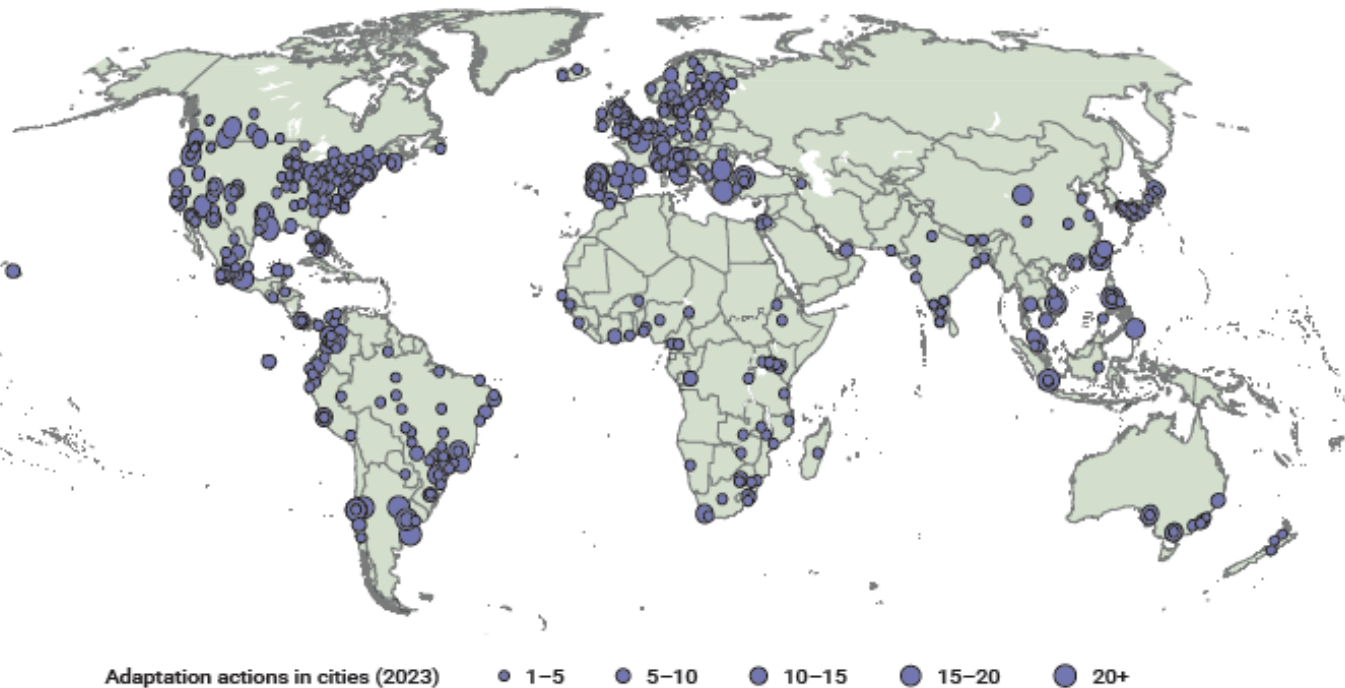 Adaptation actions in cities (2023) 1–5 5–10 10–15 15–20 20+